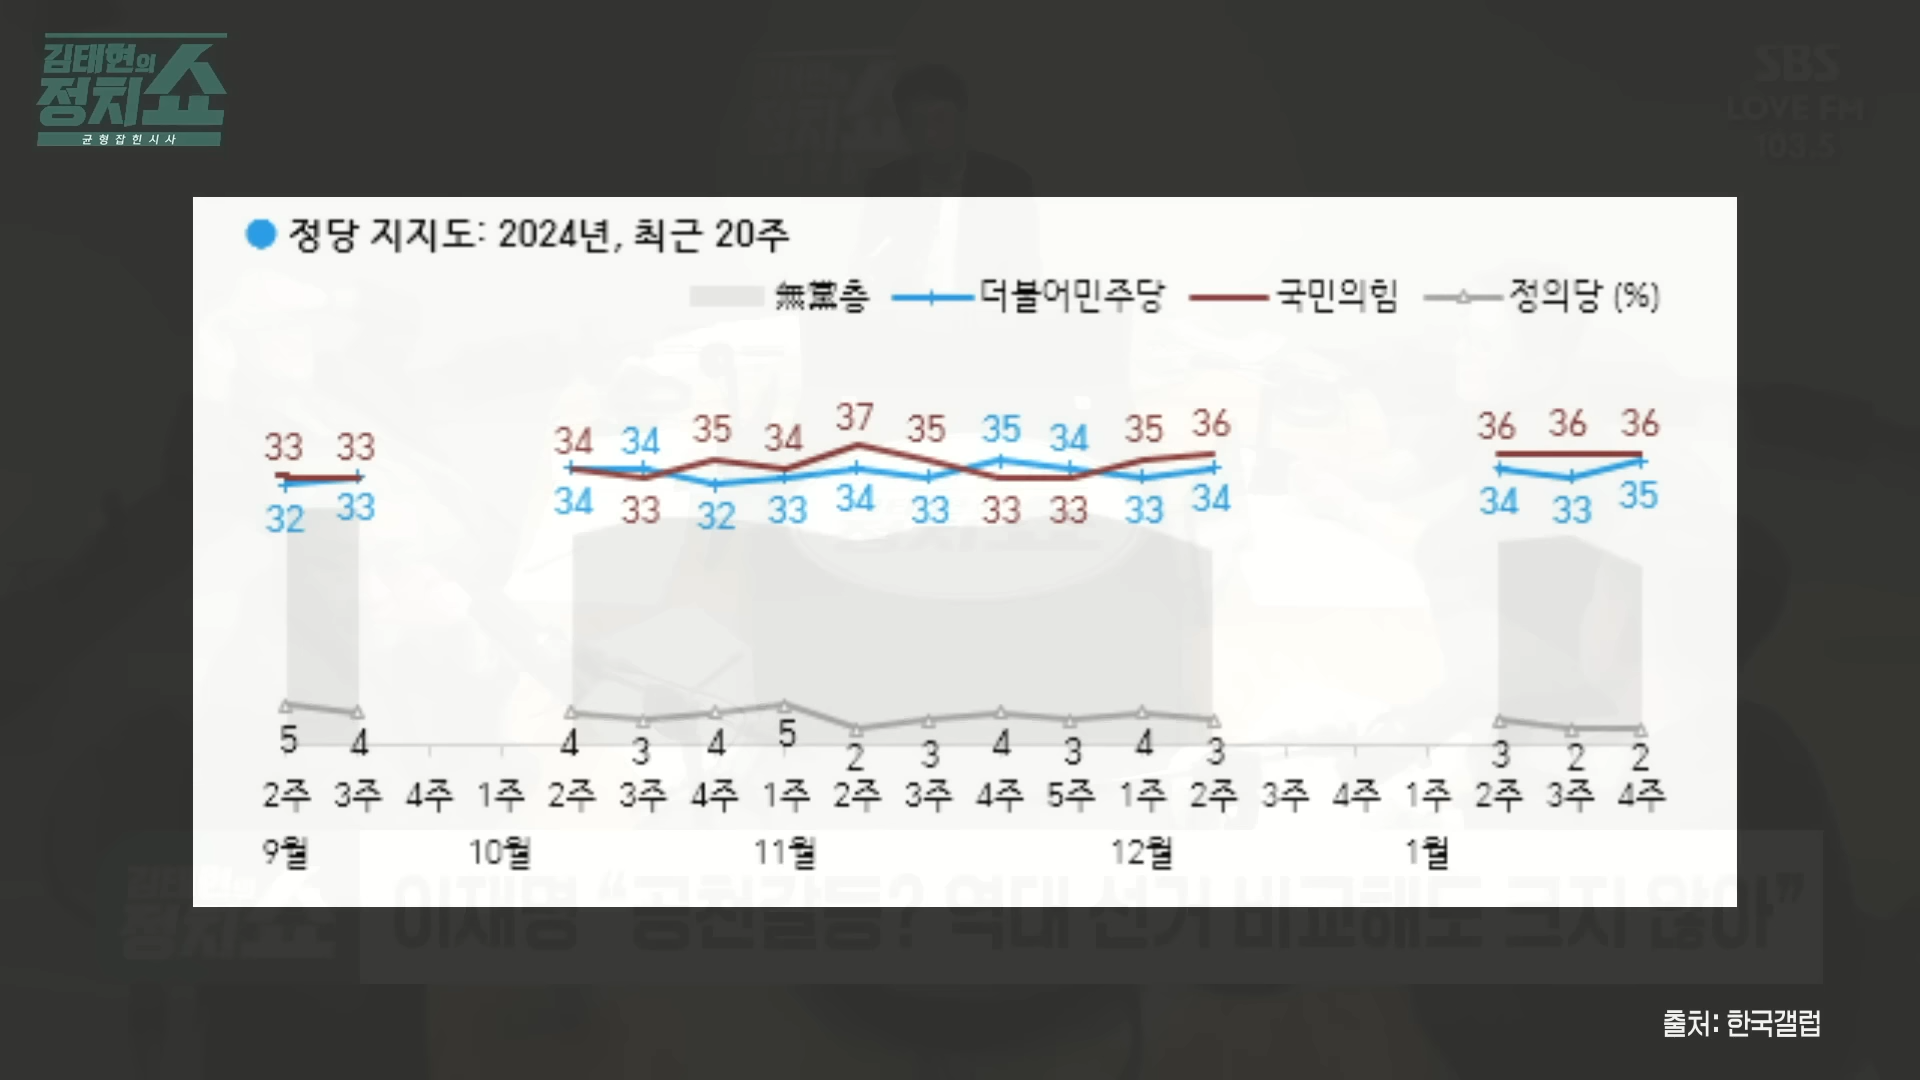 김태현의
정치쇼
균형잡힌시사
SBS
LOVE FM
103.5
정당 지지도: 2024년, 최근 20주
無黨층 더불어민주당 국민의힘 정의당 (%)
33 33 34 34 35 34 37 35 35 34 35 36 36 36 36
32 33 34 33 32 33 34 33 33 33 33 34 34 33 35
5 4 4 3 4 5 2 3 4 3 4 3 3 2 2
2주 3주 4주 1주 2주 3주 4주 1주 2주 3주 4주 5주 1주 2주 3주 4주 1주 2주 3주 4주
9월 10월 11월 12월 1월
김태현의
정치쇼
이재명 “공천갈등? 역대 선거 비교해도 크지 않아”
출처: 한국갤럽